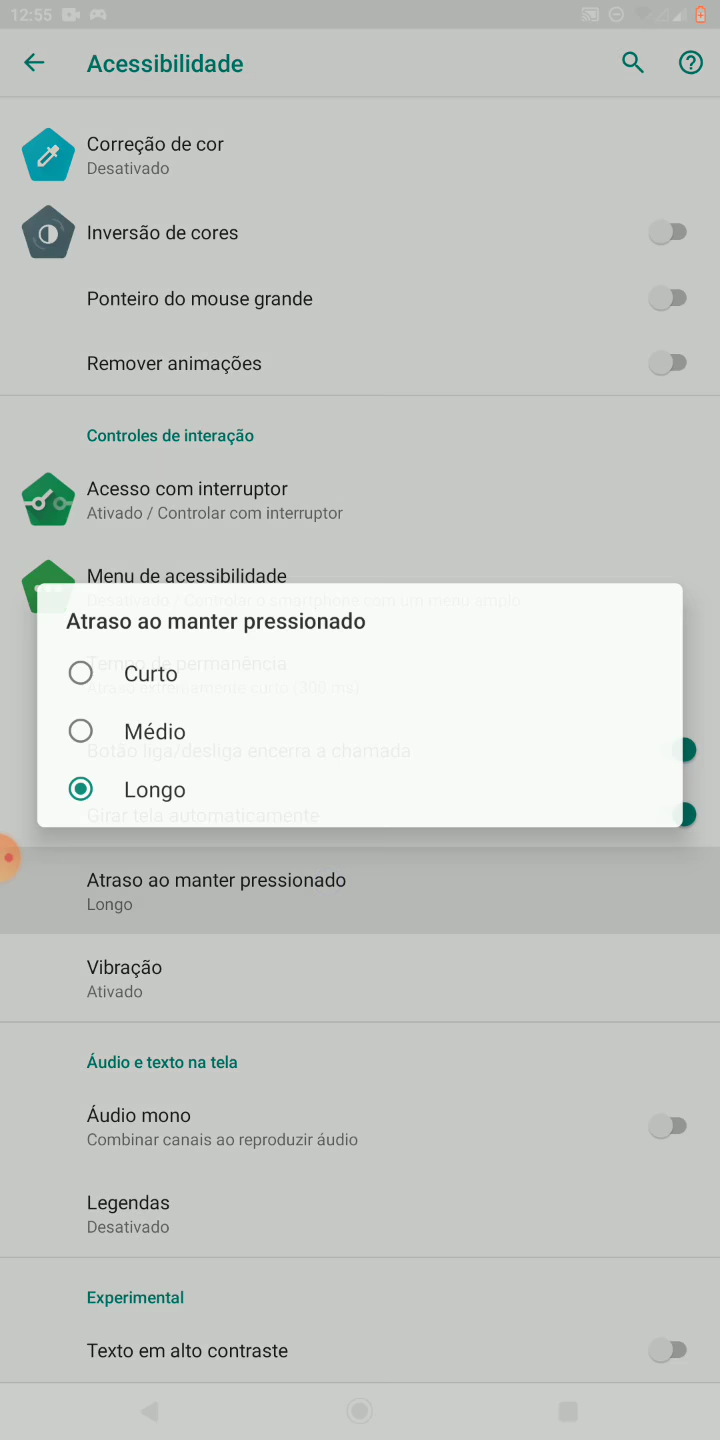 12:55
Acessibilidade
Correção de cor
Desativado
Inversão de cores
Ponteiro do mouse grande
Remover animações
Controles de interação
Acesso com interruptor
Ativado / Controlar com interruptor
Menu de acessibilidade
Desativado / Controlar o smartphone com um menu amplo
Atraso ao manter pressionado
Tempo de permanência
Curto
Atraso extremamente curto (300 ms)
Médio
Botão liga/desliga encerra a chamada
Longo
Girar tela automaticamente
Atraso ao manter pressionado
Longo
Vibração
Ativado
Áudio e texto na tela
Áudio mono
Combinar canais ao reproduzir áudio
Legendas
Desativado
Experimental
Texto em alto contraste